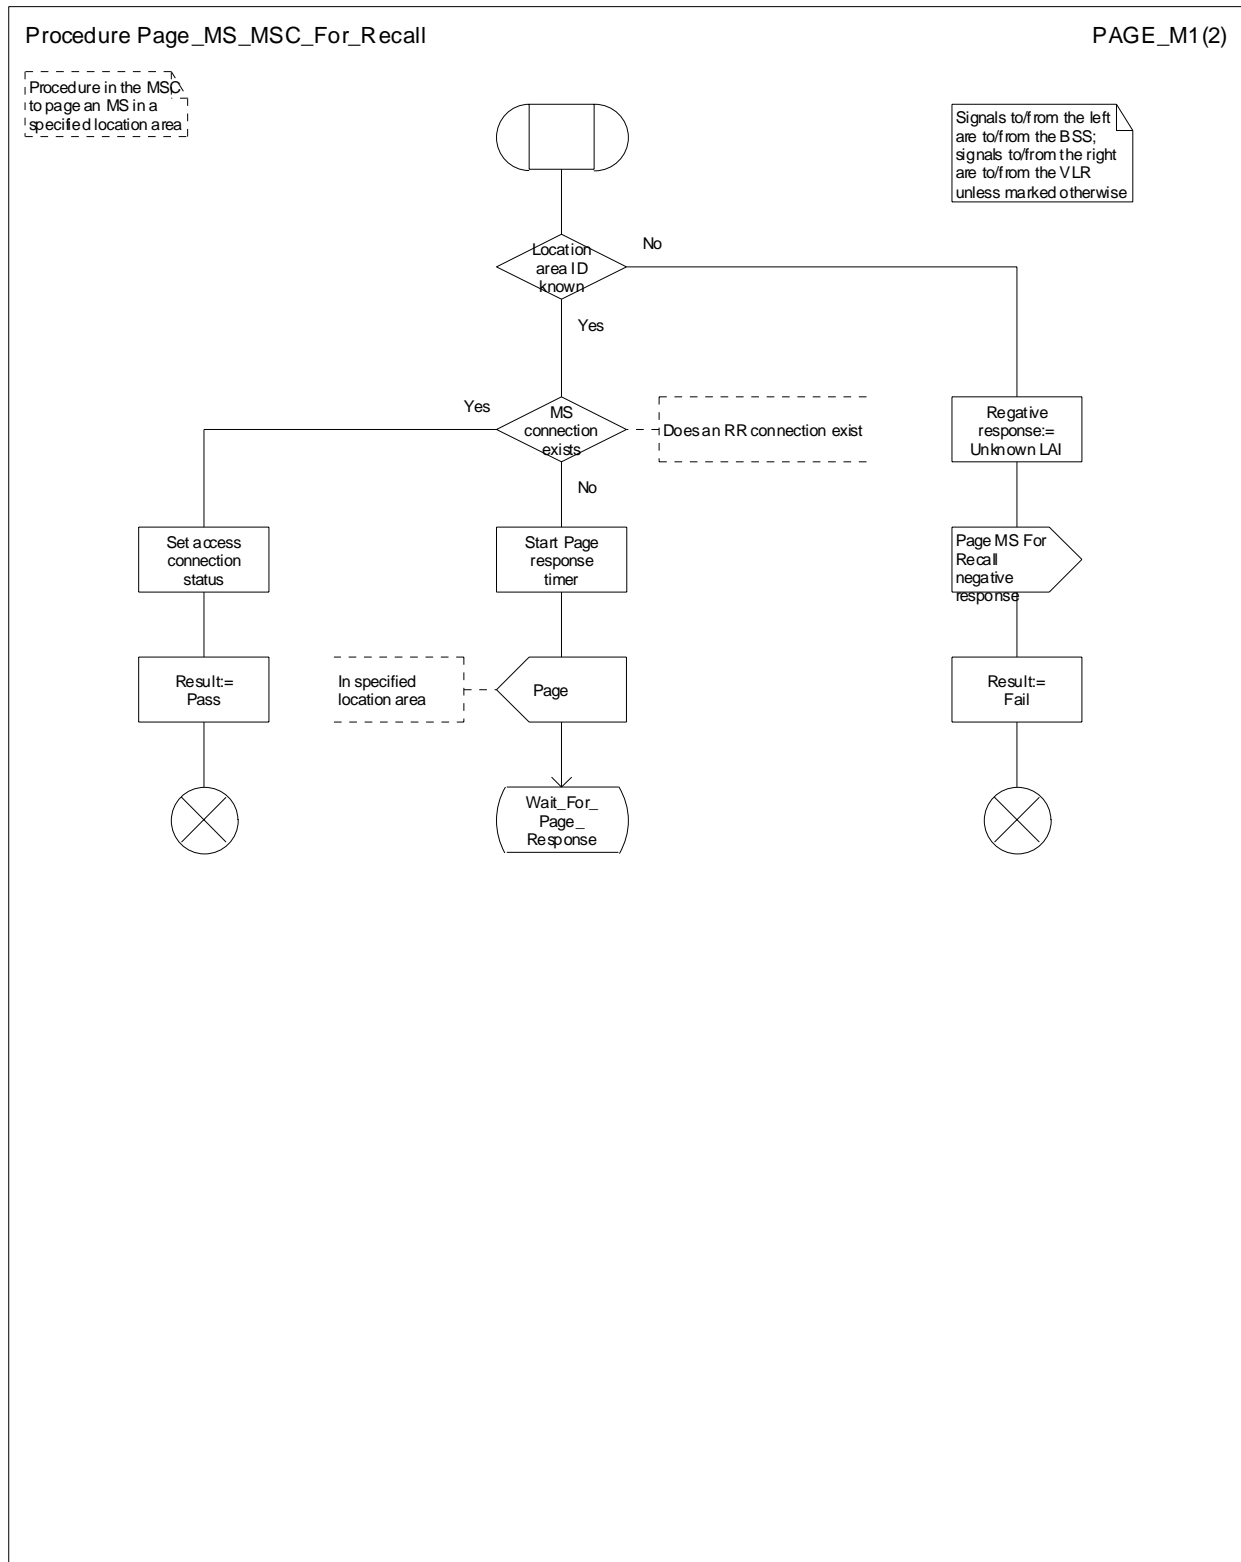 Procedure Page_MS_MSC_For_Recall
PAGE_M1(2)
Procedure in the MSC
to page an MS in a
specified location area
Signals to/from the left
are to/from the BSS;
signals to/from the right
are to/from the VLR
unless marked otherwise
Location
area ID
known
No
Yes
Yes
MS
connection
exists
Does an RR connection exist
Regative
response:=
Unknown LAI
No
Set access
connection
status
Start Page
response
timer
Page MS For
Recall
negative
response
Result:=
Pass
In specified
location area
Page
Result:=
Fail
Wait_For_
Page_
Response